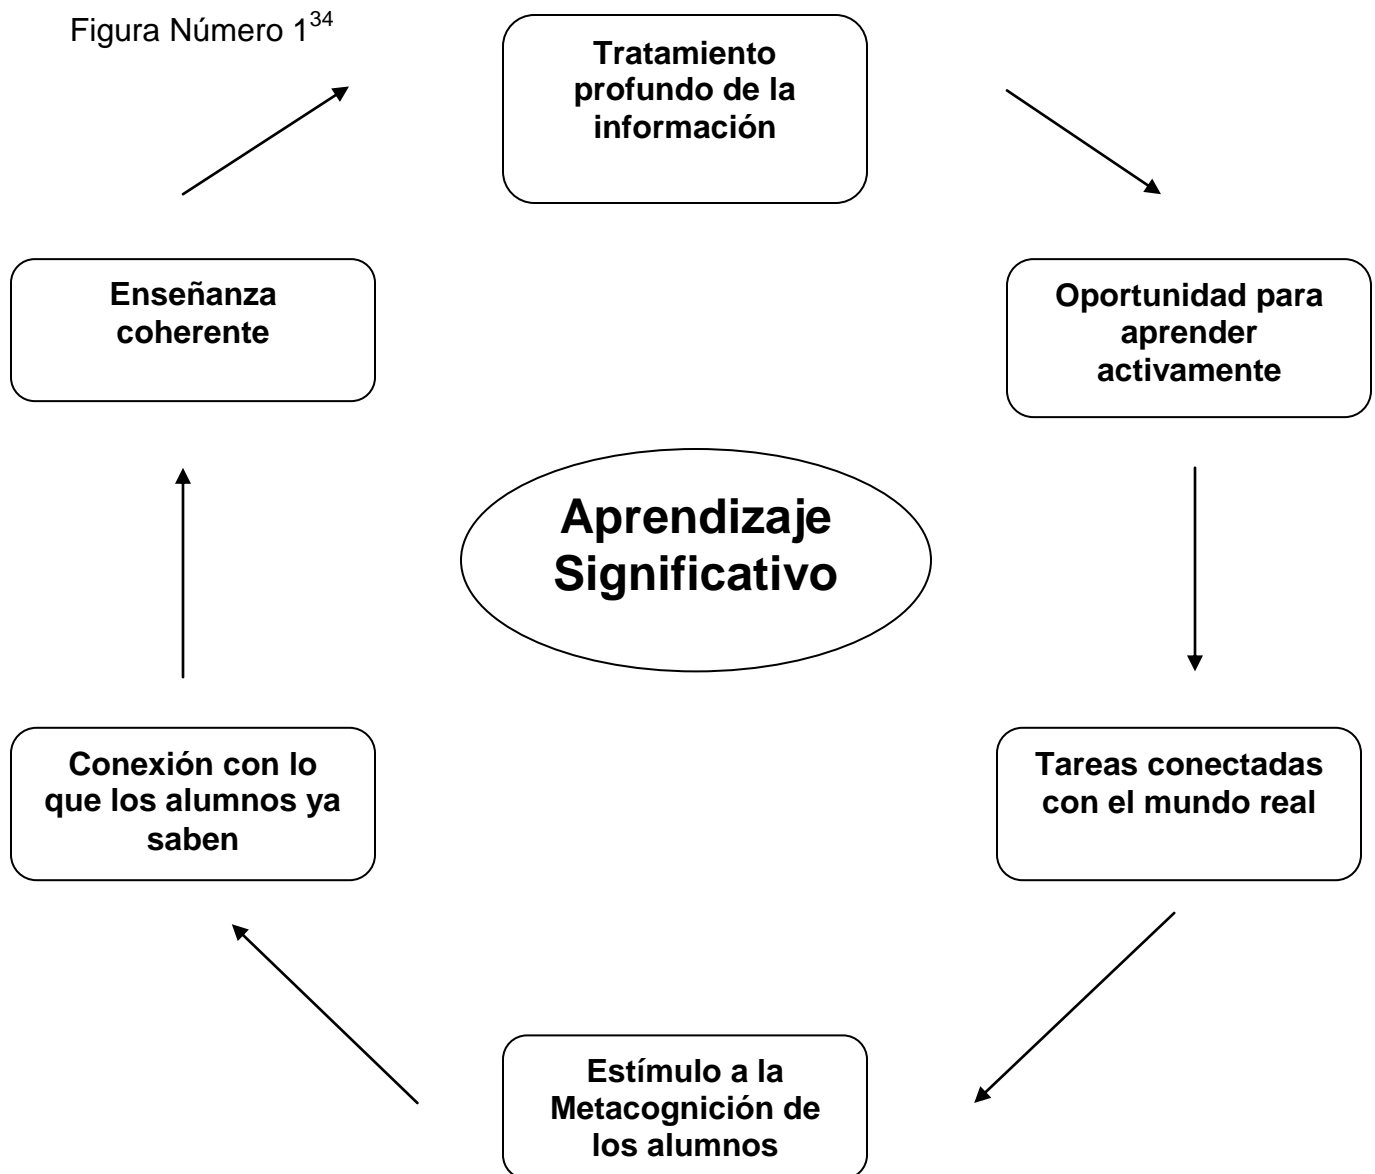 Figura Número 1³⁴
Tratamiento
profundo de la
información
Enseñanza
coherente
Oportunidad para
aprender
activamente
Aprendizaje
Significativo
Conexión con lo
que los alumnos ya
saben
Tareas conectadas
con el mundo real
Estímulo a la
Metacognición de
los alumnos